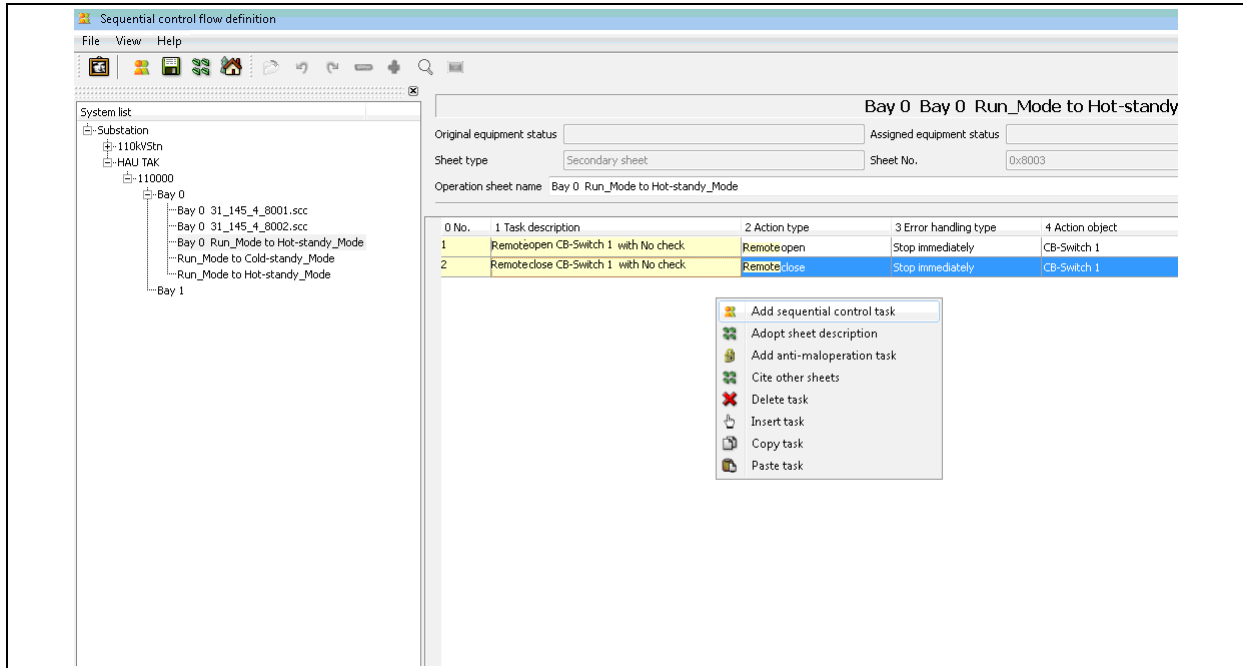 Sequential control flow definition
File View Help
System list
Substation
110kVStn
HAU TAK
110000
Bay 0
Bay 0 31_145_4_8001.scc
Bay 0 31_145_4_8002.scc
Bay 0 Run_Mode to Hot-standy_Mode
Run_Mode to Cold-standy_Mode
Run_Mode to Hot-standy_Mode
Bay 1
Bay 0 Bay 0 Run_Mode to Hot-standy
Original equipment status Assigned equipment status
Sheet type Secondary sheet Sheet No. 0x8003
Operation sheet name Bay 0 Run_Mode to Hot-standy_Mode
0 No. 1 Task description 2 Action type 3 Error handling type 4 Action object
1 Remoteopen CB-Switch 1 with No check Remoteopen Stop immediately CB-Switch 1
2 Remoteclose CB-Switch 1 with No check Remoteclose Stop immediately CB-Switch 1
Add sequential control task
Adopt sheet description
Add anti-maloperation task
Cite other sheets
Delete task
Insert task
Copy task
Paste task